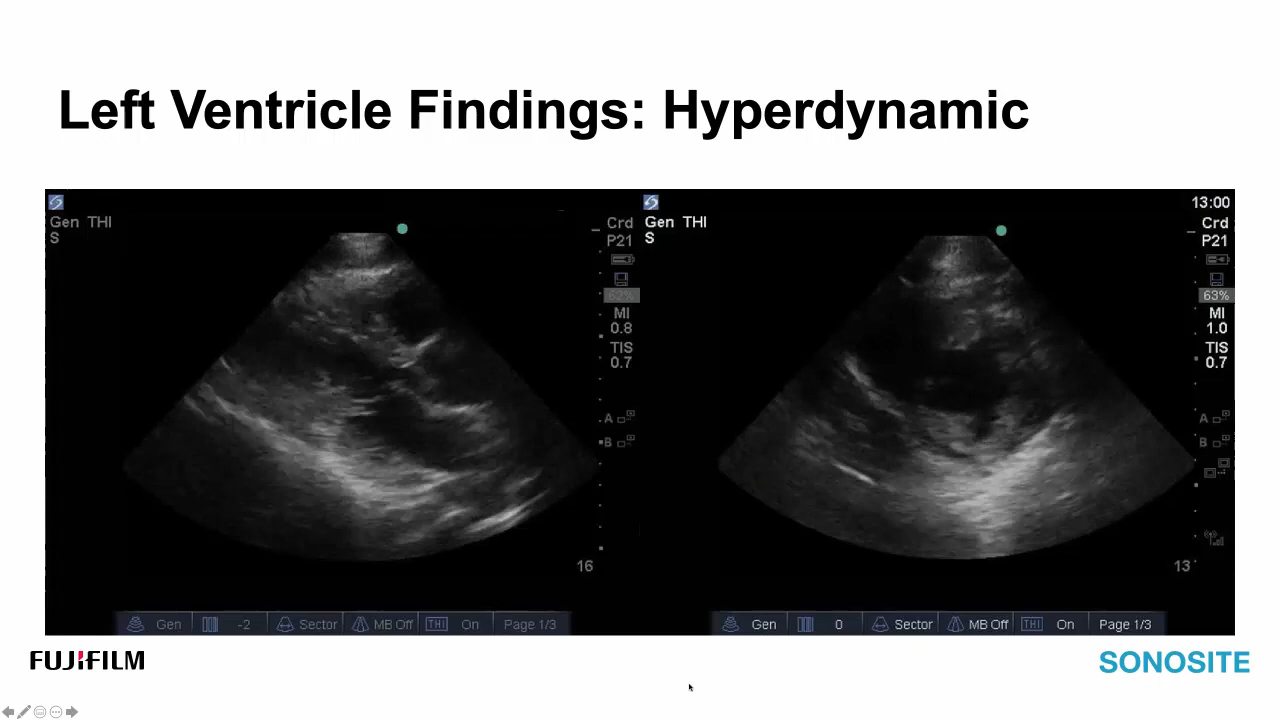 Left Ventricle Findings: Hyperdynamic
Gen THI
S
Crd
P21
62%
MI
0.8
TIS
0.7
A
B
16
Gen
-2
Sector
MB Off
THI
On
Page 1/3
Gen THI
S
13:00
Crd
P21
63%
MI
1.0
TIS
0.7
A
B
13
Gen
0
Sector
MB Off
THI
On
Page 1/3
FUJIFILM
SONOSITE